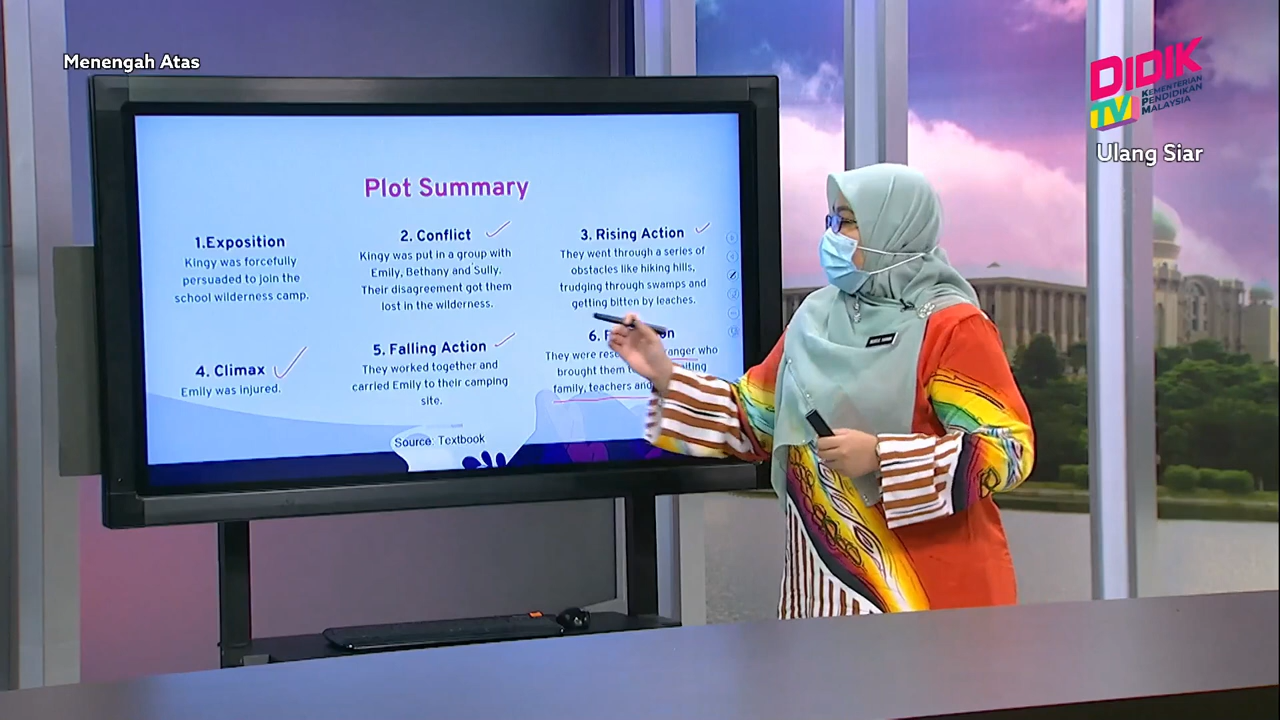 Menengah Atas
DIDIK
TV
KEMENTERIAN
PENDIDIKAN
MALAYSIA
Ulang Siar
Plot Summary
1.Exposition
Kingy was forcefully
persuaded to join the
school wilderness camp.
2. Conflict
Kingy was put in a group with
Emily, Bethany and Sully.
Their disagreement got them
lost in the wilderness.
3. Rising Action
They went through a series of
obstacles like hiking hills,
trudging through swamps and
getting bitten by leaches.
4. Climax
Emily was injured.
5. Falling Action
They worked together and
carried Emily to their camping
site.
6.
They were who
brought them
family, teachers and
Source: Textbook